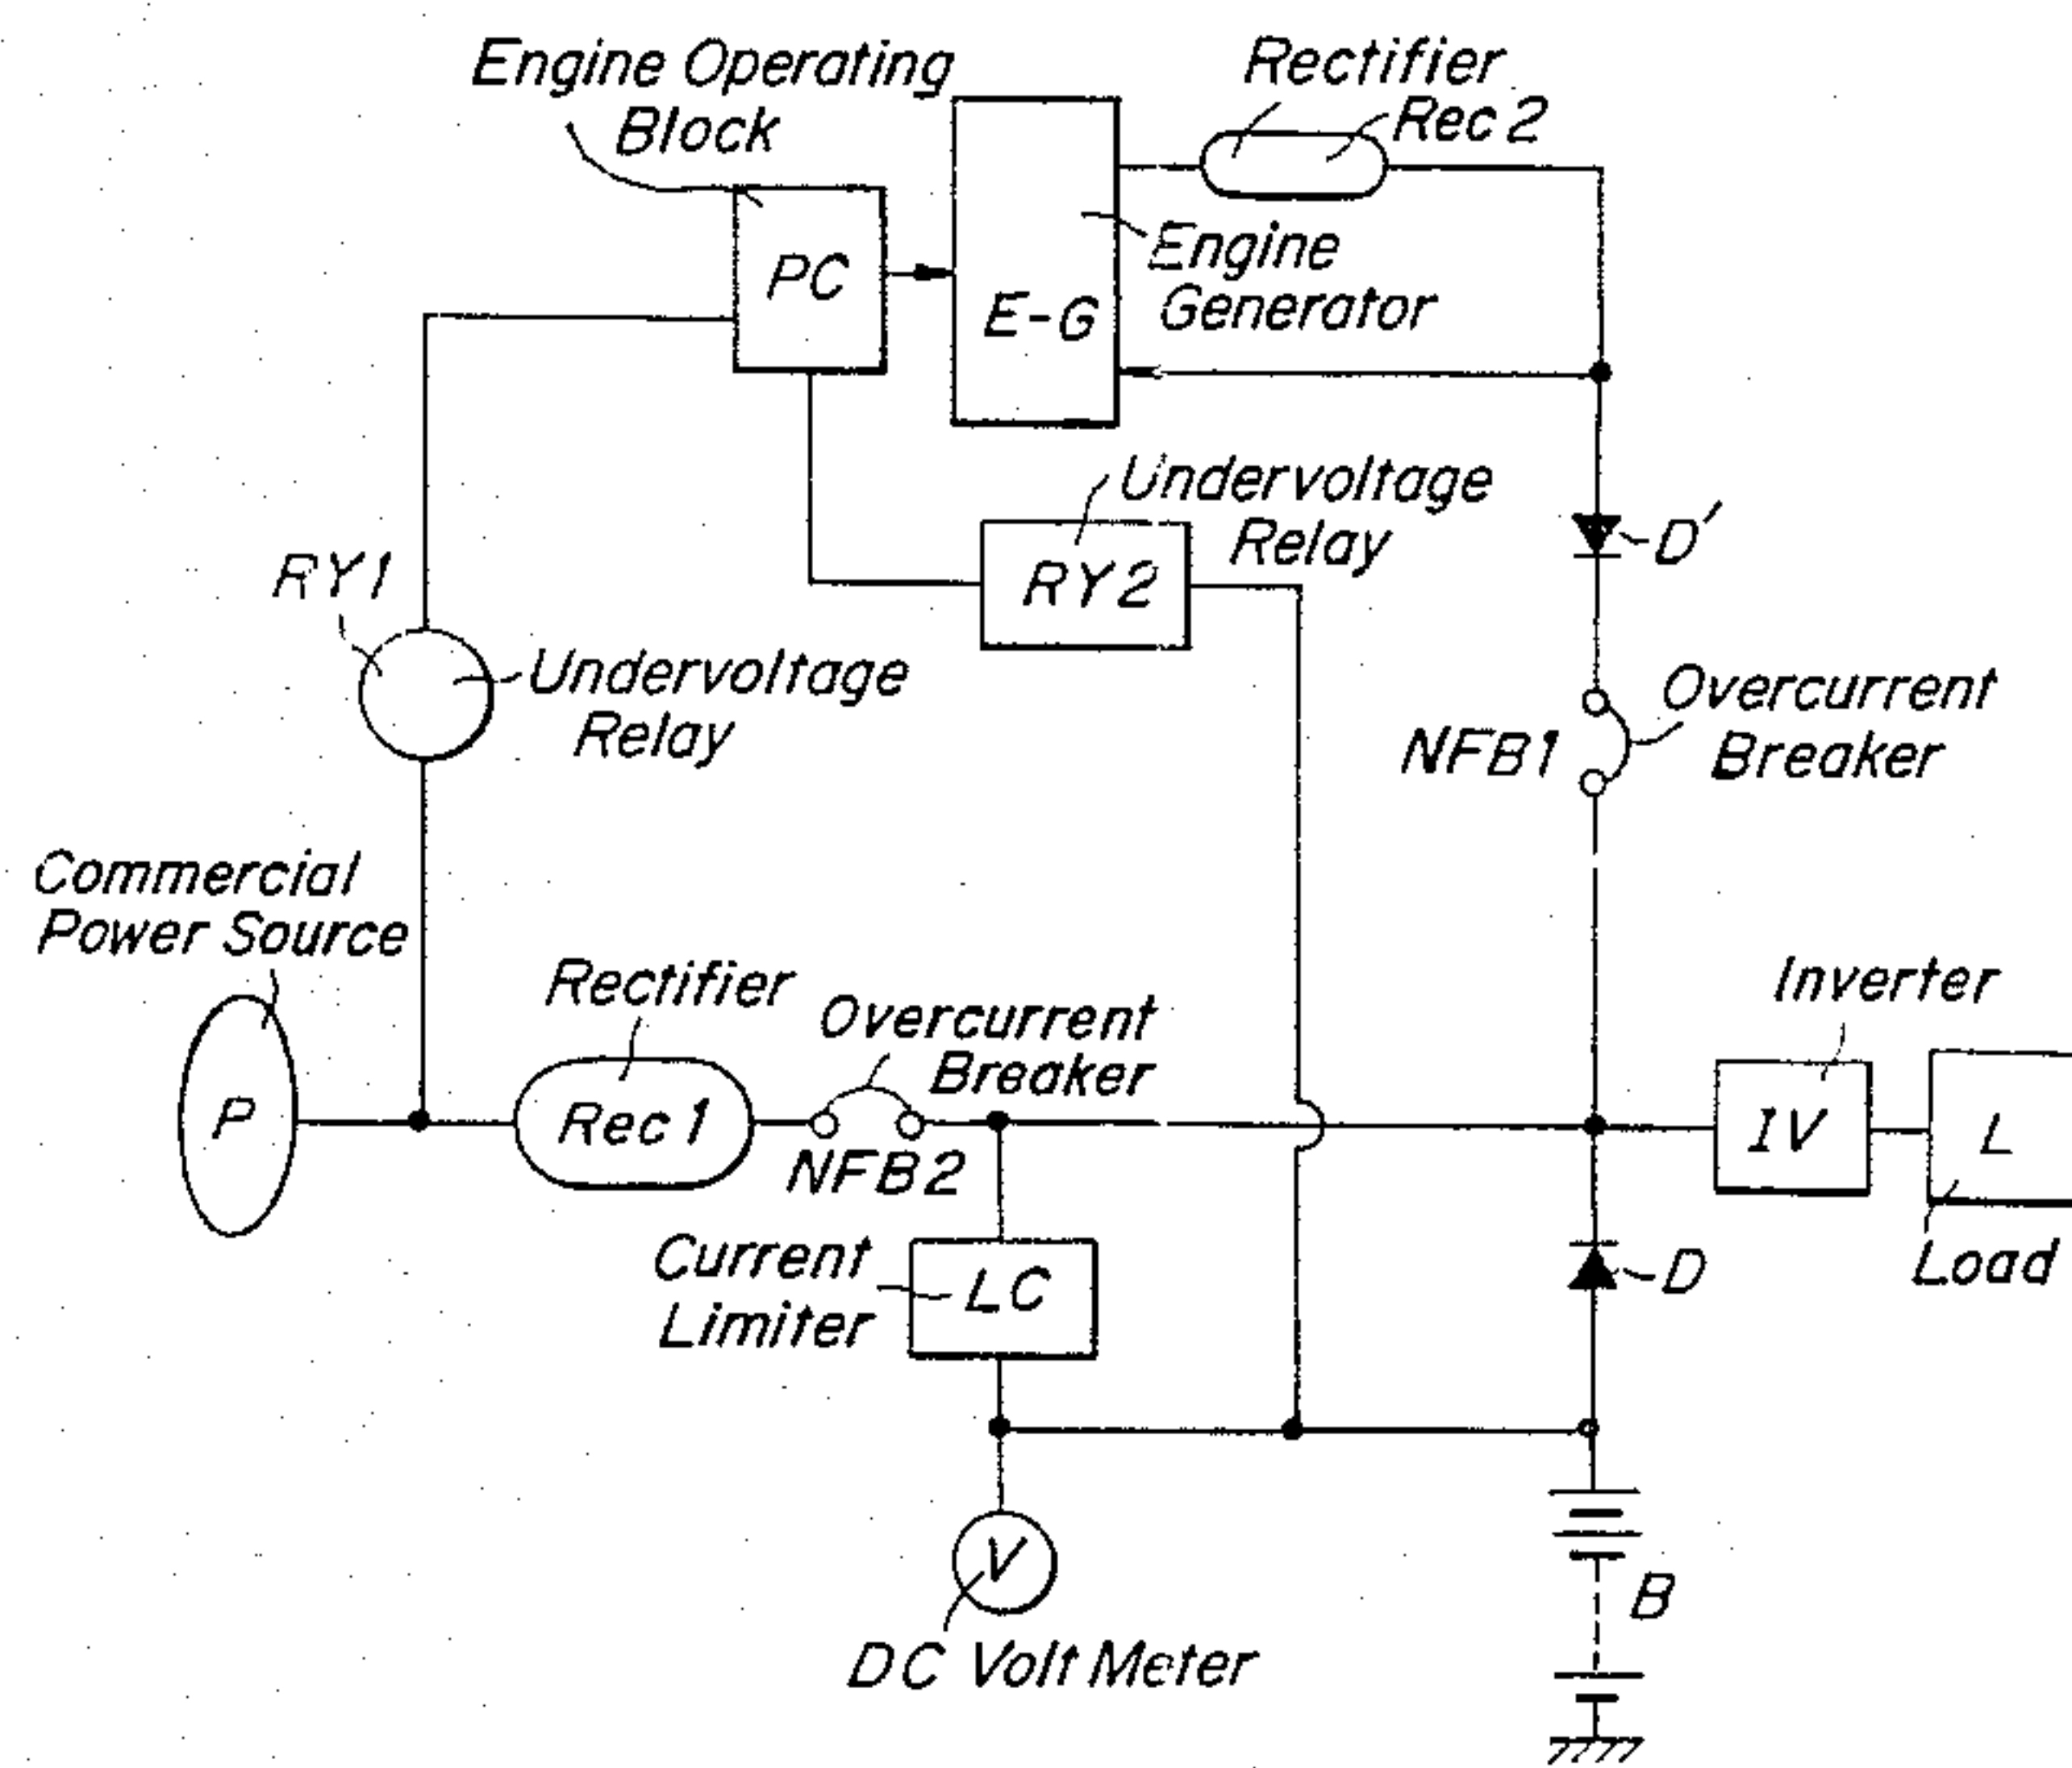 Engine Operating
Block
Rectifier
Rec 2
PC
E-G
Engine
Generator
Undervoltage
Relay
RY2
D'
RY1
Undervoltage
Relay
Overcurrent
Breaker
NFB1
Commercial
Power Source
P
Rectifier
Rec 1
Overcurrent
Breaker
NFB2
Inverter
IV
L
Load
Current
Limiter
LC
D
V
DC Volt Meter
B